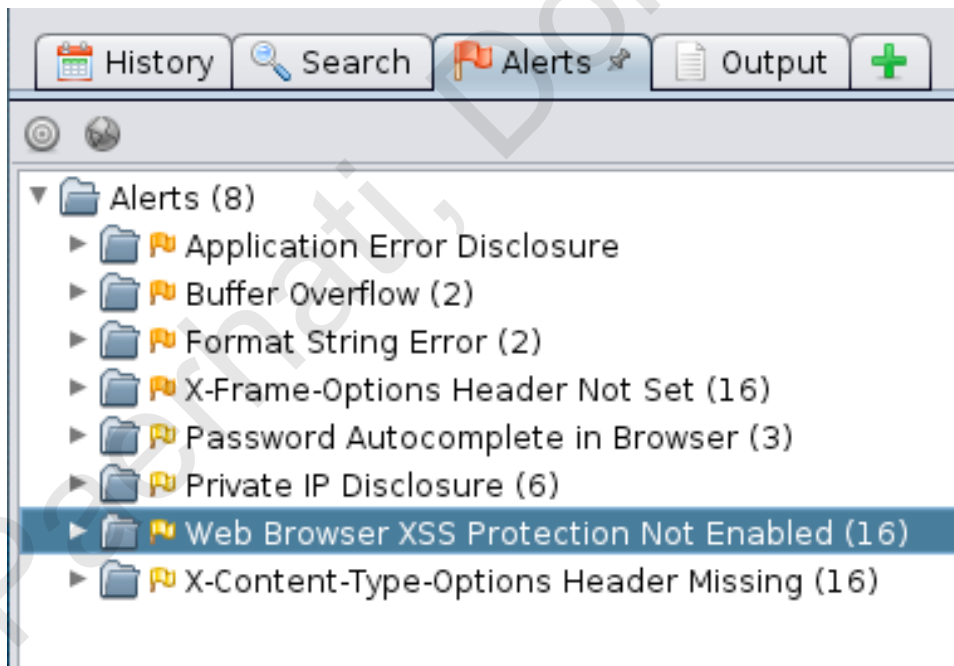 History Search Alerts Output
Alerts (8)
Application Error Disclosure
Buffer Overflow (2)
Format String Error (2)
X-Frame-Options Header Not Set (16)
Password Autocomplete in Browser (3)
Private IP Disclosure (6)
Web Browser XSS Protection Not Enabled (16)
X-Content-Type-Options Header Missing (16)